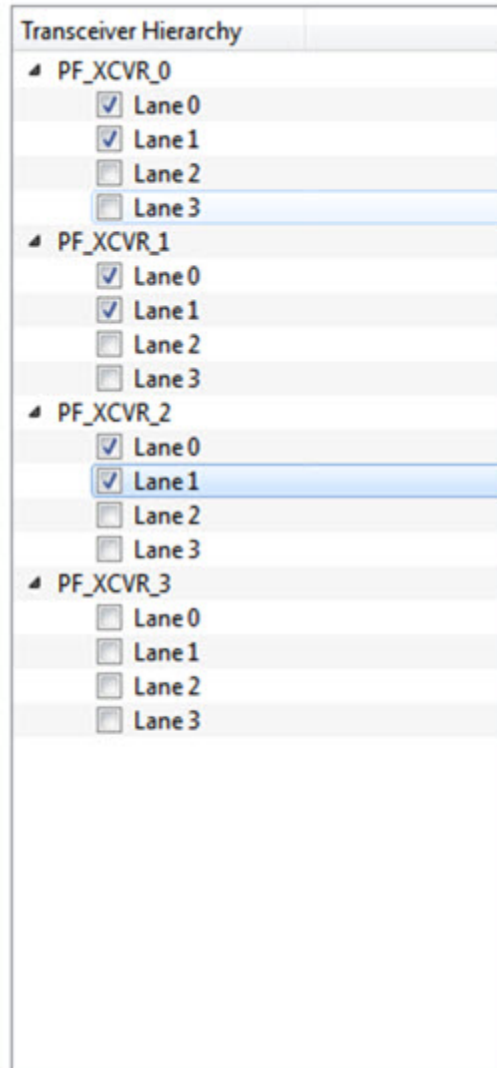 Transceiver Hierarchy
PF_XCVR_0
Lane 0
Lane 1
Lane 2
Lane 3
PF_XCVR_1
Lane 0
Lane 1
Lane 2
Lane 3
PF_XCVR_2
Lane 0
Lane 1
Lane 2
Lane 3
PF_XCVR_3
Lane 0
Lane 1
Lane 2
Lane 3